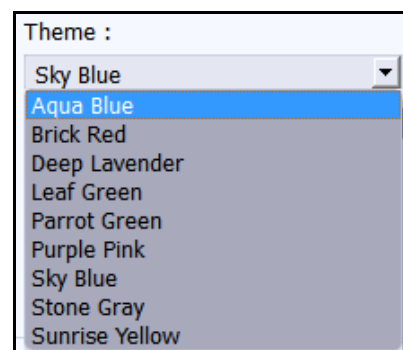 Theme :
Sky Blue
Aqua Blue
Brick Red
Deep Lavender
Leaf Green
Parrot Green
Purple Pink
Sky Blue
Stone Gray
Sunrise Yellow